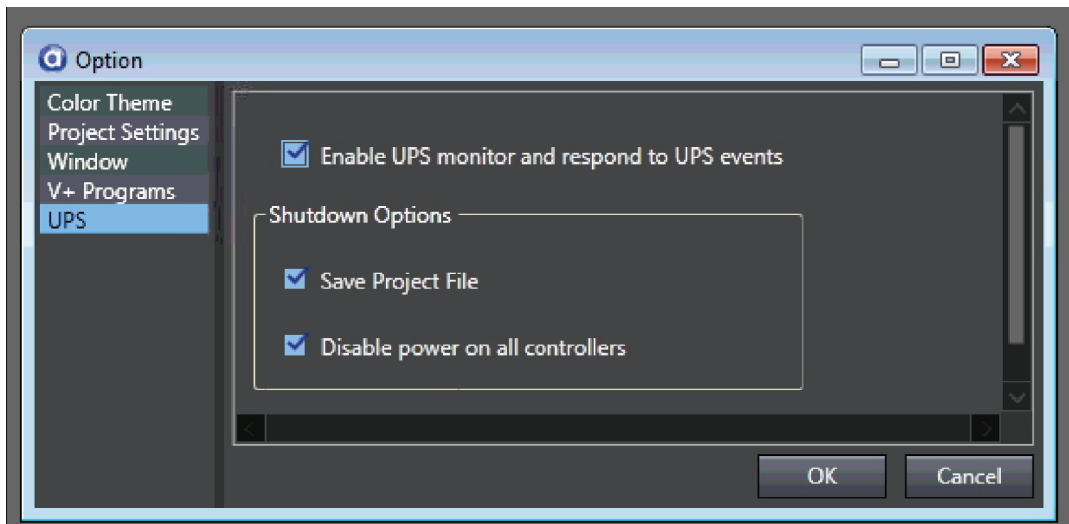 Option
Color Theme
Project Settings
Window
V+ Programs
UPS
Enable UPS monitor and respond to UPS events
Shutdown Options
Save Project File
Disable power on all controllers
OK
Cancel